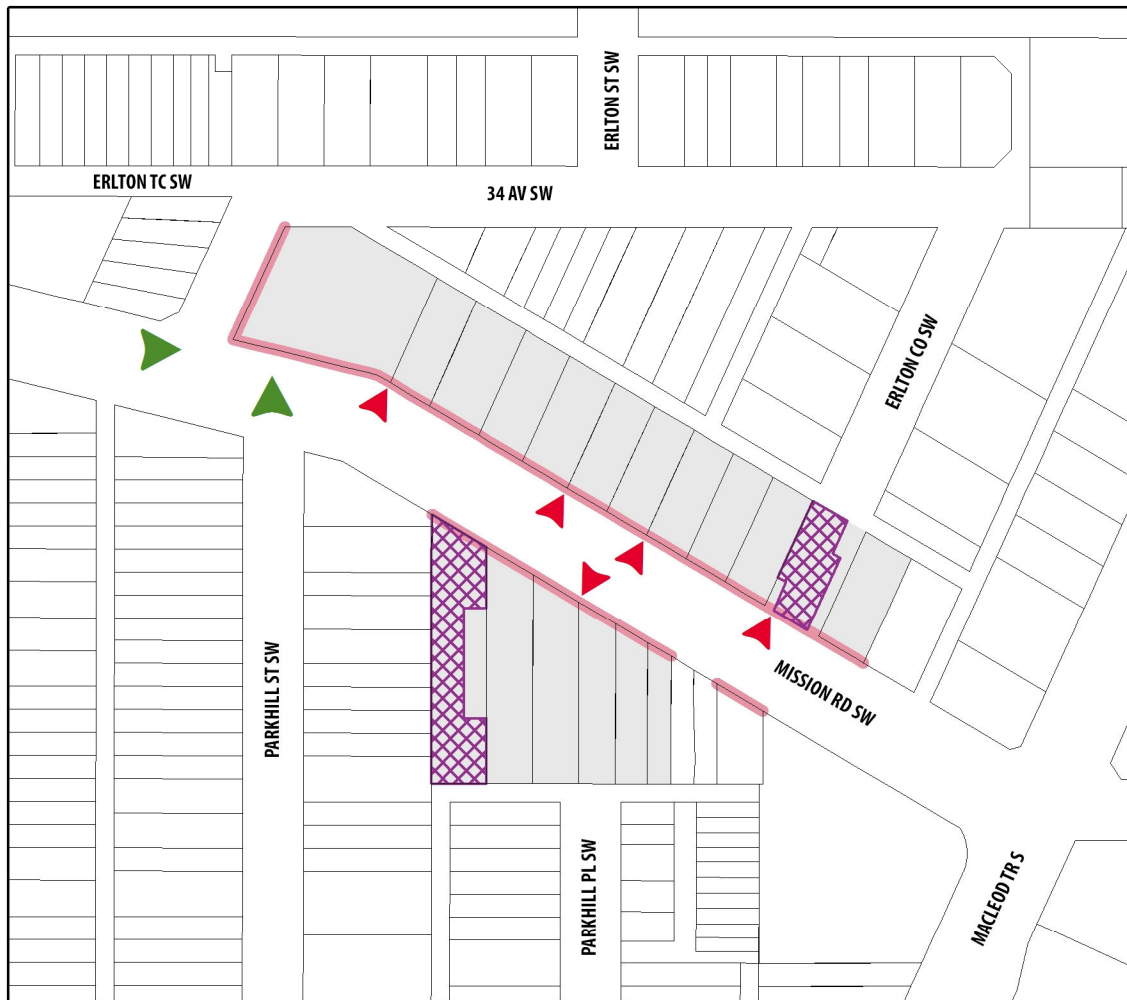 ERLTON ST SW
ERLTON TC SW
34 AV SW
ERLTON CO SW
MISSION RD SW
PARKHILL ST SW
PARKHILL PL SW
MACLEOD TR S